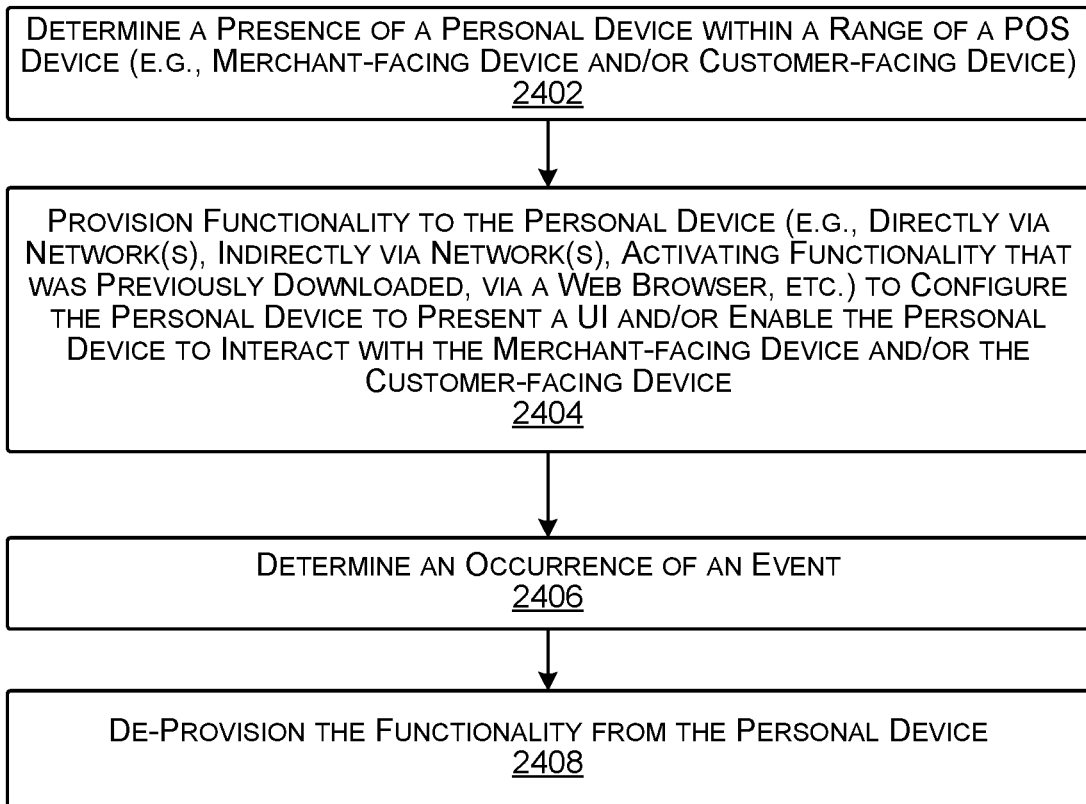 DETERMINE A PRESENCE OF A PERSONAL DEVICE WITHIN A RANGE OF A POS
DEVICE (E.G., MERCHANT-FACING DEVICE AND/OR CUSTOMER-FACING DEVICE)
2402
PROVISION FUNCTIONALITY TO THE PERSONAL DEVICE (E.G., DIRECTLY VIA
NETWORK(S), INDIRECTLY VIA NETWORK(S), ACTIVATING FUNCTIONALITY THAT
WAS PREVIOUSLY DOWNLOADED, VIA A WEB BROWSER, ETC.) TO CONFIGURE
THE PERSONAL DEVICE TO PRESENT A UI AND/OR ENABLE THE PERSONAL
DEVICE TO INTERACT WITH THE MERCHANT-FACING DEVICE AND/OR THE
CUSTOMER-FACING DEVICE
2404
DETERMINE AN OCCURRENCE OF AN EVENT
2406
DE-PROVISION THE FUNCTIONALITY FROM THE PERSONAL DEVICE
2408